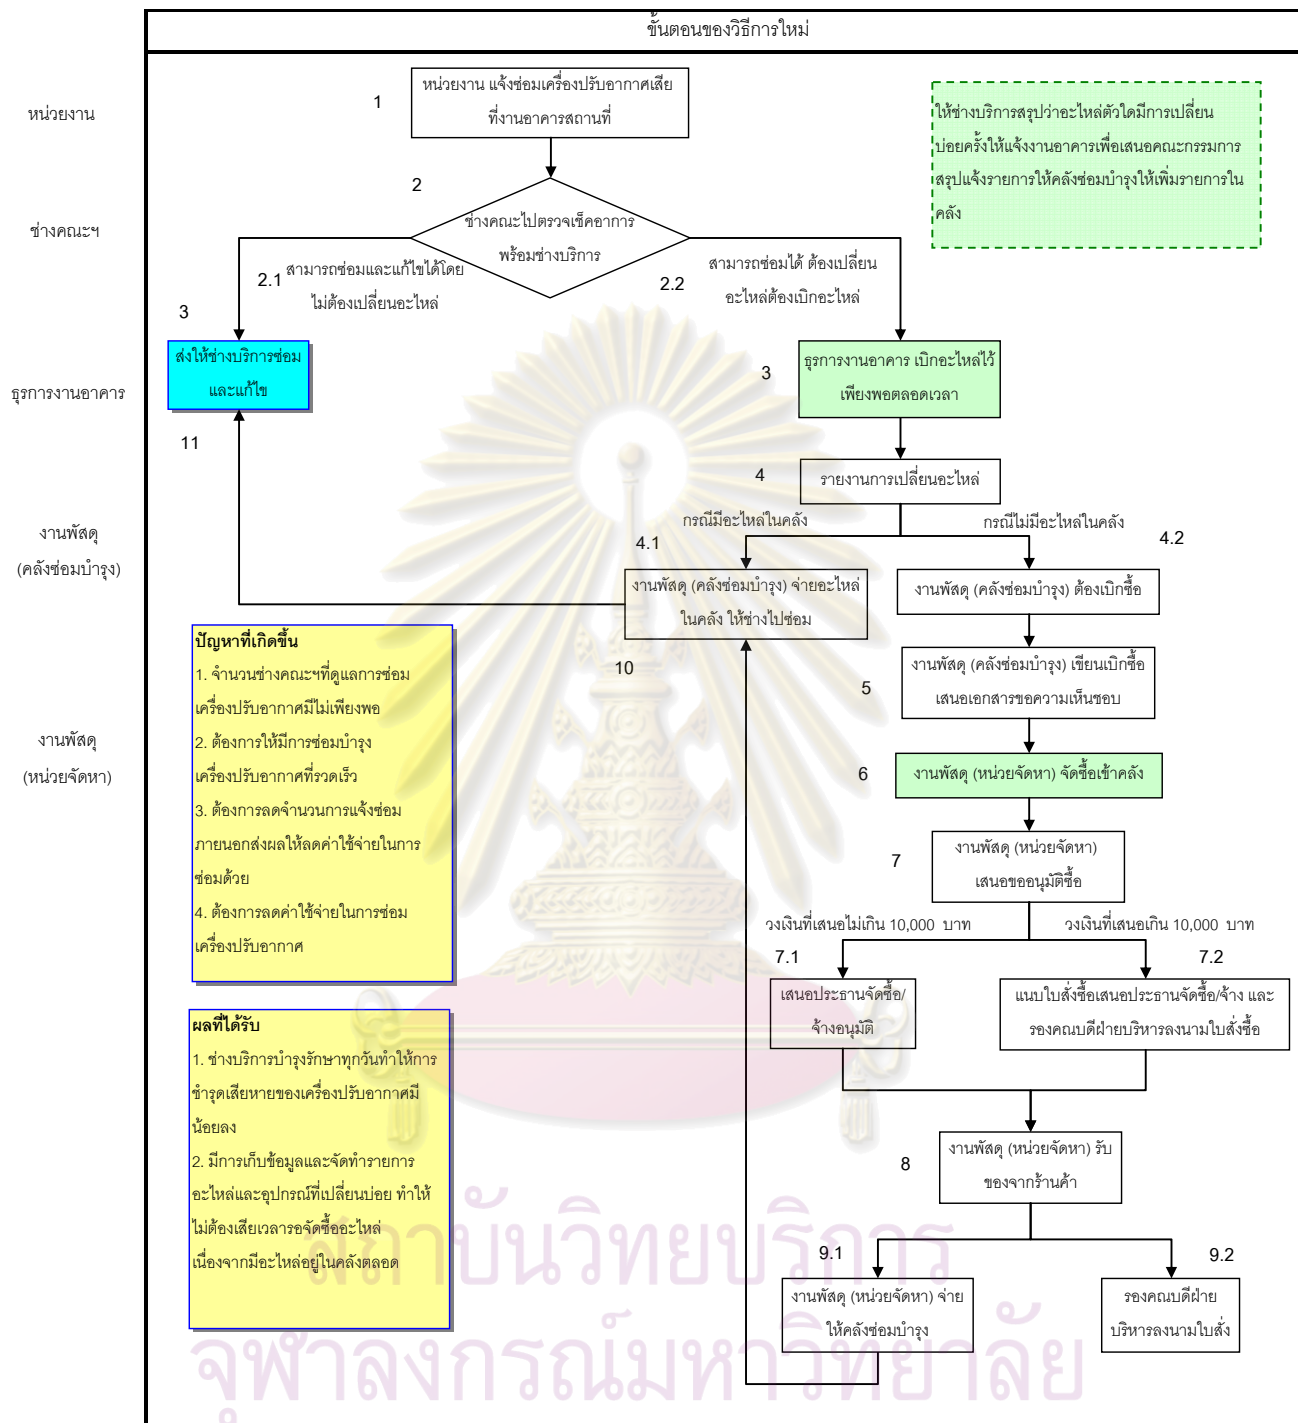 ขั้นตอนของวิธีการใหม่
หน่วยงาน
1
หน่วยงาน แจ้งซ่อมเครื่องปรับอากาศเสีย
ที่งานอาคารสถานที่
ให้ช่างบริการสรุปว่าอะไหล่ตัวใดมีการเปลี่ยน
บ่อยครั้งให้แจ้งงานอาคารเพื่อเสนอคณะกรรมการ
สรุปแจ้งรายการให้คลังซ่อมบำรุงให้เพิ่มรายการใน
คลัง
ช่างคณะฯ
2
ช่างคณะไปตรวจเช็คอาการ
พร้อมช่างบริการ
2.1
สามารถซ่อมและแก้ไขได้โดย
ไม่ต้องเปลี่ยนอะไหล่
2.2
สามารถซ่อมได้ ต้องเปลี่ยน
อะไหล่ต้องเบิกอะไหล่
ธุรการงานอาคาร
3
ส่งให้ช่างบริการซ่อม
และแก้ไข
11
3
ธุรการงานอาคาร เบิกอะไหล่ไว้
เพียงพอตลอดเวลา
4
รายงานการเปลี่ยนอะไหล่
กรณีมีอะไหล่ในคลัง
กรณีไม่มีอะไหล่ในคลัง
งานพัสดุ
(คลังซ่อมบำรุง)
4.1
งานพัสดุ (คลังซ่อมบำรุง) จ่ายอะไหล่
ในคลัง ให้ช่างไปซ่อม
10
4.2
งานพัสดุ (คลังซ่อมบำรุง) ต้องเบิกซื้อ
5
งานพัสดุ (คลังซ่อมบำรุง) เขียนเบิกซื้อ
เสนอเอกสารขอความเห็นชอบ
งานพัสดุ
(หน่วยจัดหา)
6
งานพัสดุ (หน่วยจัดหา) จัดซื้อเข้าคลัง
7
งานพัสดุ (หน่วยจัดหา)
เสนอขออนุมัติซื้อ
วงเงินที่เสนอไม่เกิน 10,000 บาท
วงเงินที่เสนอเกิน 10,000 บาท
7.1
เสนอประธานจัดซื้อ/
จ้างอนุมัติ
7.2
แนบใบสั่งซื้อเสนอประธานจัดซื้อ/จ้าง และ
รองคณบดีฝ่ายบริหารลงนามใบสั่งซื้อ
8
งานพัสดุ (หน่วยจัดหา) รับ
ของจากร้านค้า
9.1
งานพัสดุ (หน่วยจัดหา) จ่าย
ให้คลังซ่อมบำรุง
9.2
รองคณบดีฝ่าย
บริหารลงนามใบสั่ง
ปัญหาที่เกิดขึ้น
1. จำนวนช่างคณะฯที่ดูแลการซ่อม
เครื่องปรับอากาศมีไม่เพียงพอ
2. ต้องการให้มีการซ่อมบำรุง
เครื่องปรับอากาศที่รวดเร็ว
3. ต้องการลดจำนวนการแจ้งซ่อม
ภายนอกส่งผลให้ลดค่าใช้จ่ายในการ
ซ่อมด้วย
4. ต้องการลดค่าใช้จ่ายในการซ่อม
เครื่องปรับอากาศ
ผลที่ได้รับ
1. ช่างบริการบำรุงรักษาทุกวันทำให้การ
ชำรุดเสียหายของเครื่องปรับอากาศมี
น้อยลง
2. มีการเก็บข้อมูลและจัดทำรายการ
อะไหล่และอุปกรณ์ที่เปลี่ยนบ่อย ทำให้
ไม่ต้องเสียเวลารอจัดซื้ออะไหล่
เนื่องจากมีอะไหล่อยู่ในคลังตลอด
สถาบันวิทยบริการ
จุฬาลงกรณ์มหาวิทยาลัย